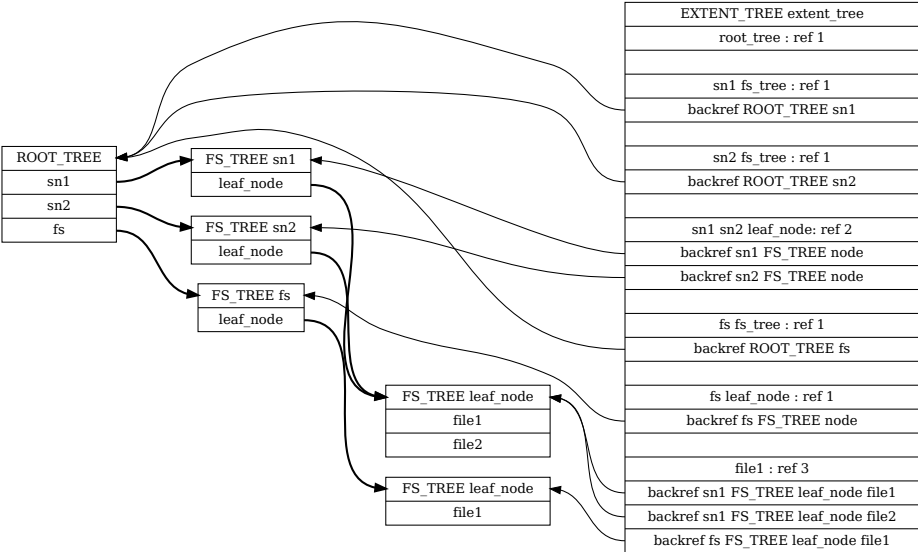 ROOT_TREE
sn1
sn2
fs
FS_TREE sn1
leaf_node
FS_TREE sn2
leaf_node
FS_TREE fs
leaf_node
FS_TREE leaf_node
file1
file2
FS_TREE leaf_node
file1
EXTENT_TREE extent_tree
root_tree : ref 1
sn1 fs_tree : ref 1
backref ROOT_TREE sn1
sn2 fs_tree : ref 1
backref ROOT_TREE sn2
sn1 sn2 leaf_node: ref 2
backref sn1 FS_TREE node
backref sn2 FS_TREE node
fs fs_tree : ref 1
backref ROOT_TREE fs
fs leaf_node : ref 1
backref fs FS_TREE node
file1 : ref 3
backref sn1 FS_TREE leaf_node file1
backref sn1 FS_TREE leaf_node file2
backref fs FS_TREE leaf_node file1